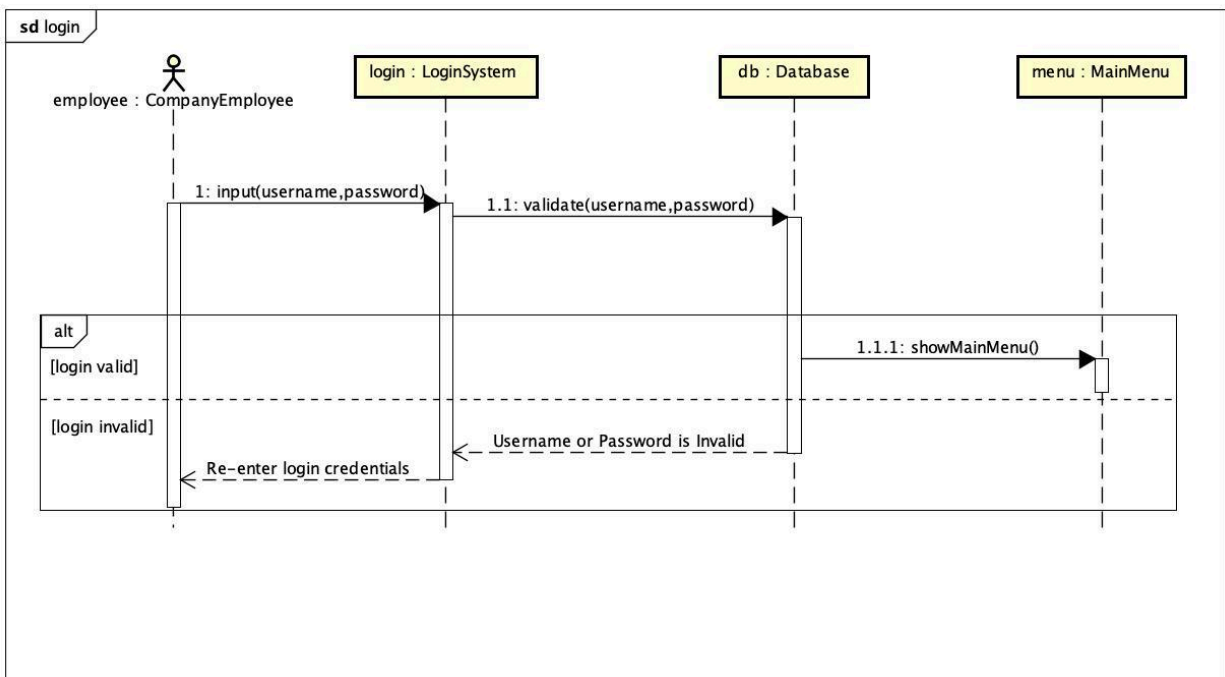 sd login
employee : CompanyEmployee
login : LoginSystem
db : Database
menu : MainMenu
1: input(username,password)
1.1: validate(username,password)
alt
[login valid]
1.1.1: showMainMenu()
[login invalid]
Username or Password is Invalid
Re-enter login credentials